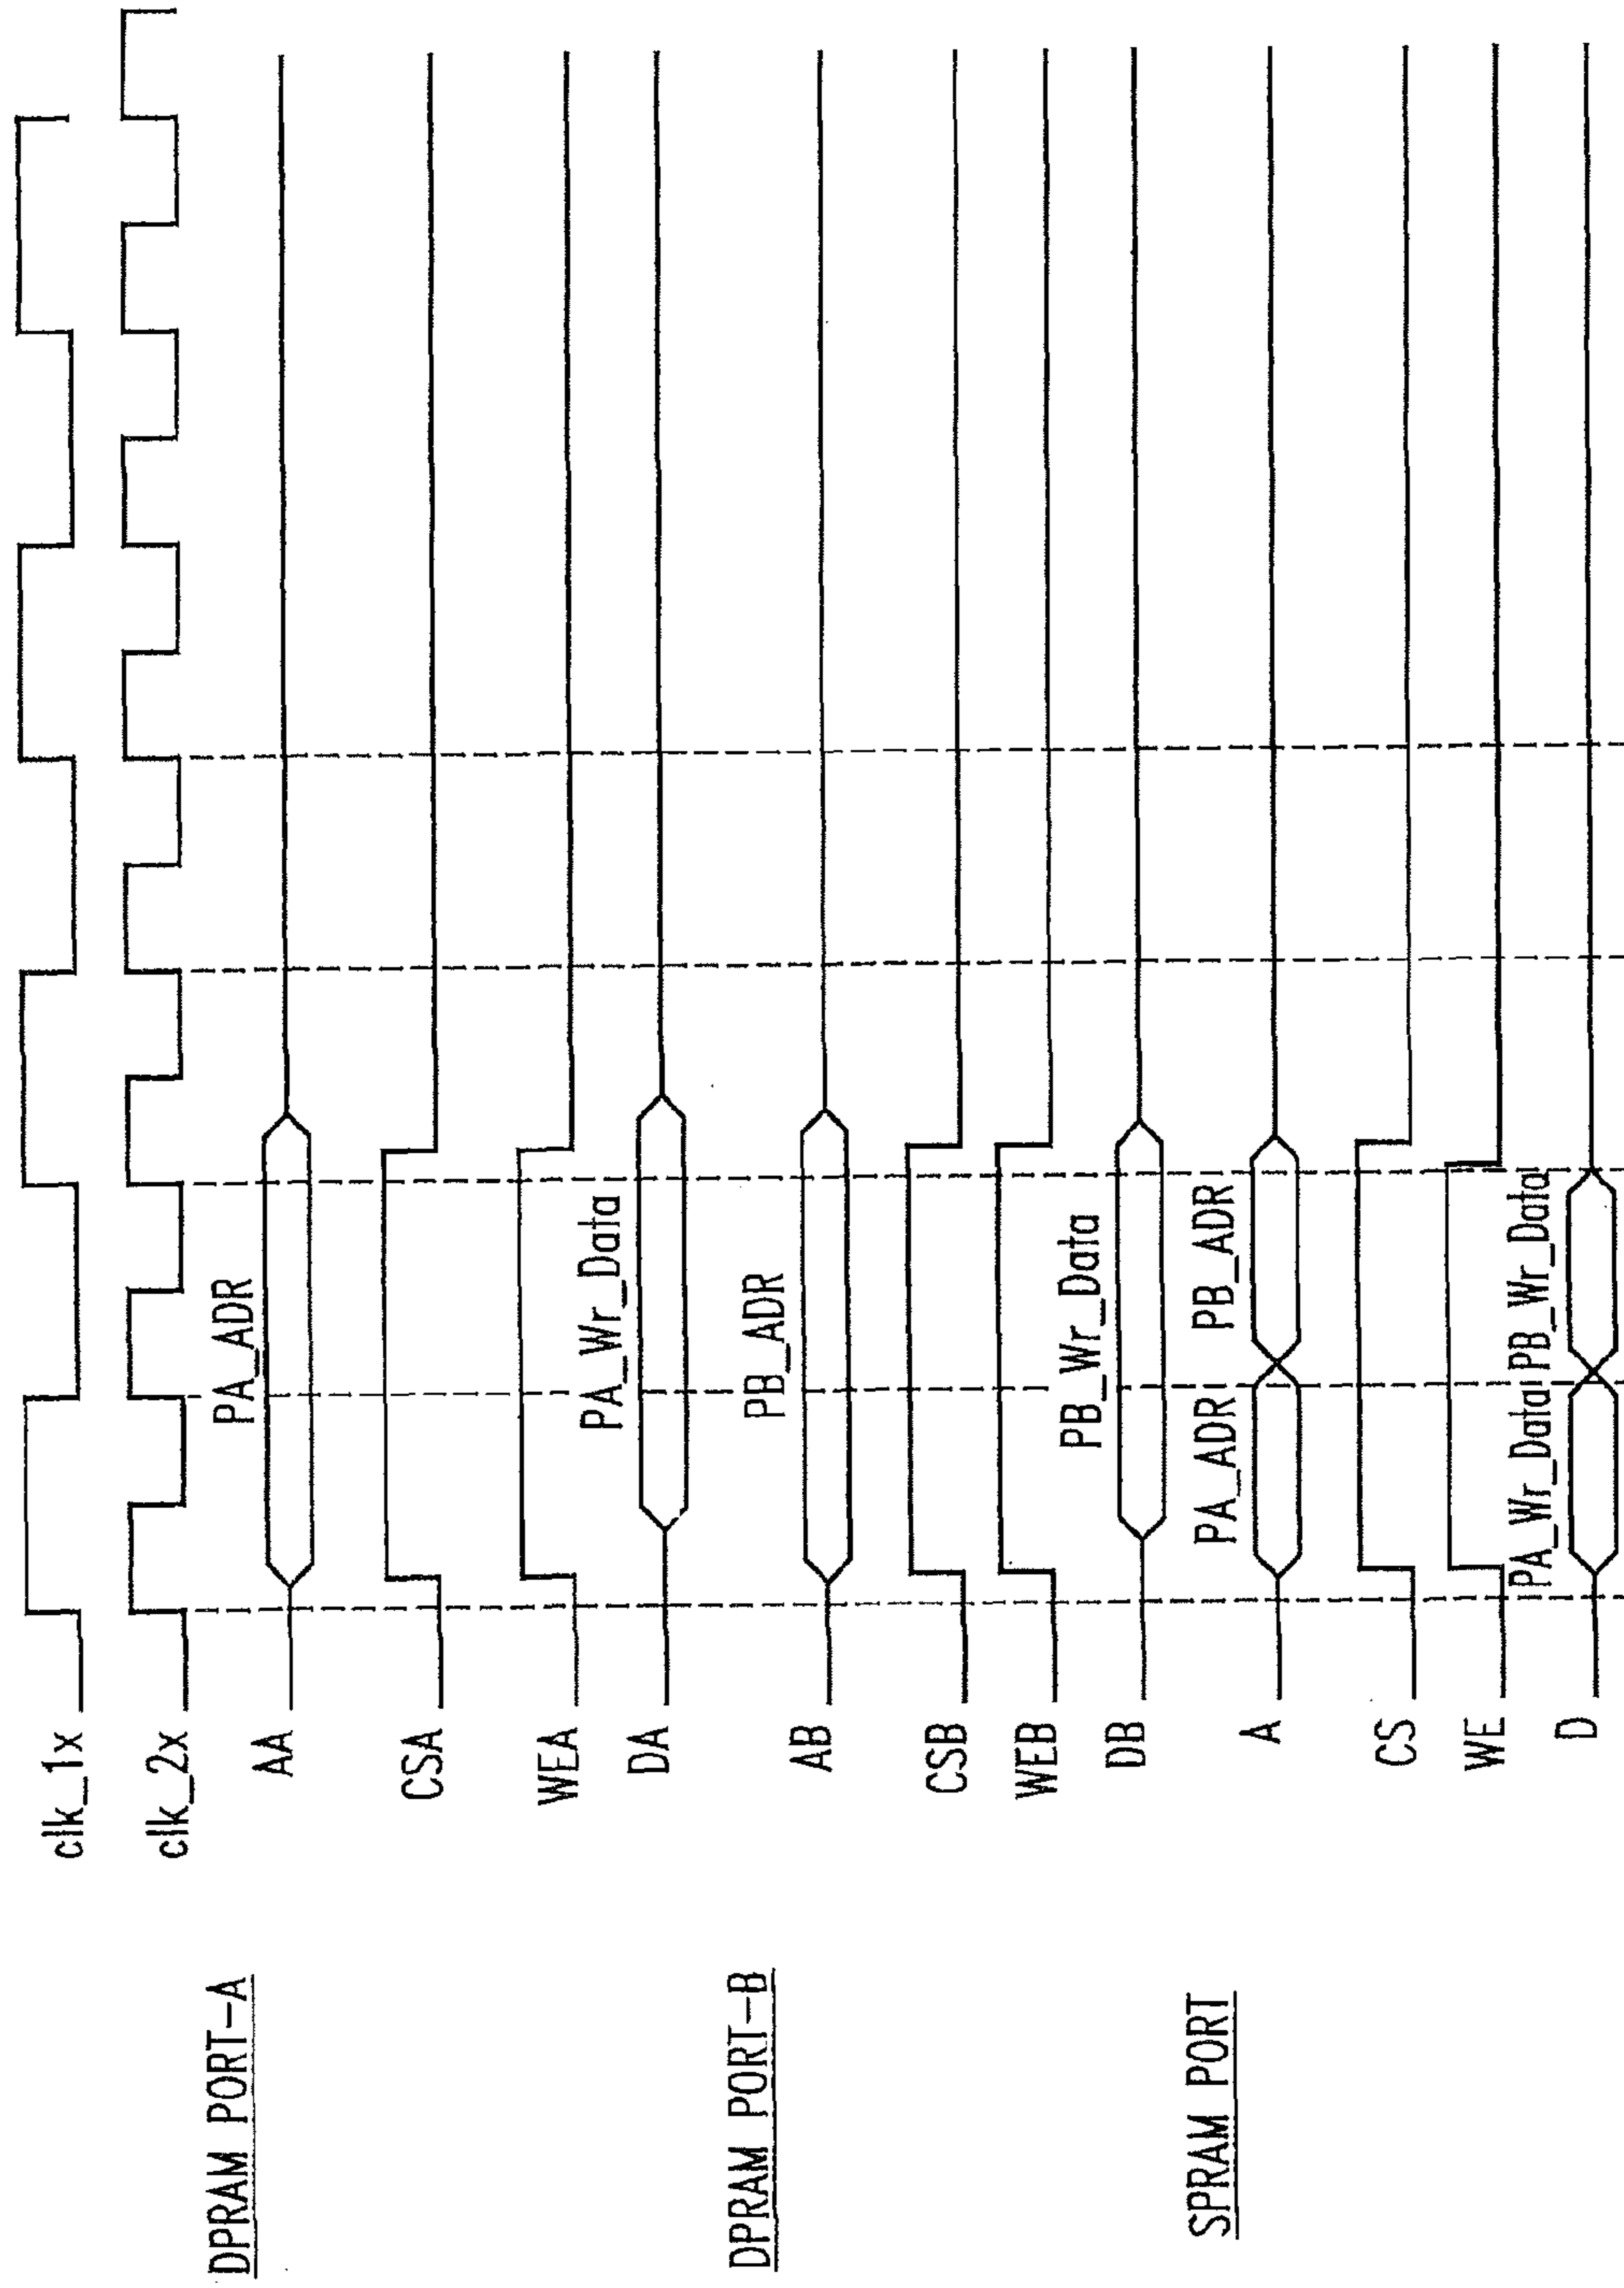 clk_1x
clk_2x
DPRAM PORT-A
PA_ADR
AA
CSA
WEA
PA_Wr_Data
DA
DPRAM PORT-B
PB_ADR
AB
CSB
WEB
PB_Wr_Data
DB
SPRAM PORT
PA_ADR PB_ADR
A
CS
WE
PA_Wr_Data PB_Wr_Data
D